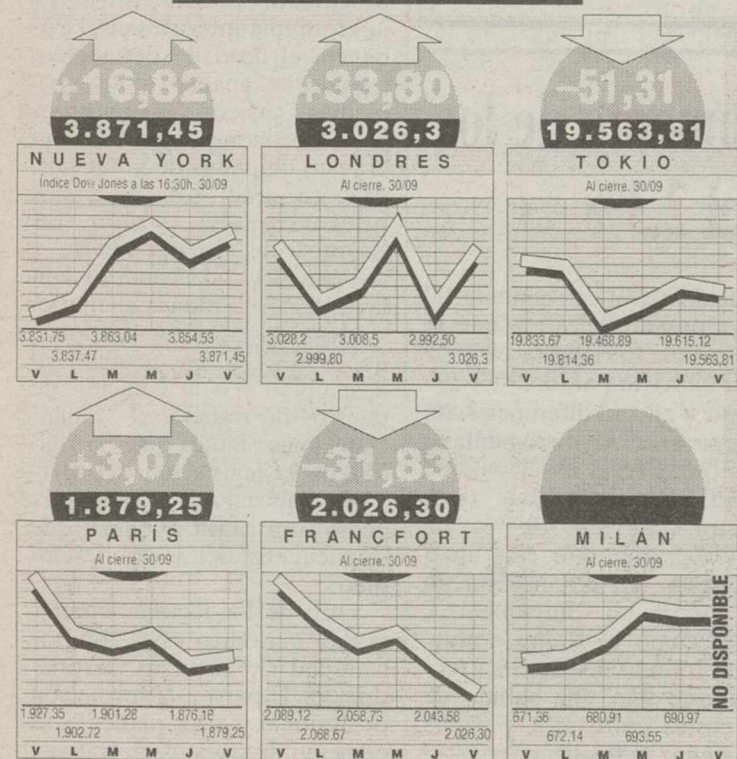 +16,82
3.871,45
NUEVA YORK
Índice Dow Jones a las 16:30h. 30/09
3.831,75 3.863.04 3.854,53
3.837.47 3.871,45
V L M M J V
+33,80
3.026,3
LONDRES
Al cierre. 30/09
3.028,2 3.008,5 2.992,50
2.999,80 3.026,3
V L M M J V
-51,31
19.563,81
TOKIO
Al cierre. 30/09
19.833,67 19.468,89 19.615,12
19.814,36 19.563,81
V L M M J V
+3,07
1.879,25
PARÍS
Al cierre. 30/09
1.927,35 1.901,28 1.876,18
1.902,72 1.879,25
V L M M J V
-31,83
2.026,30
FRANCFORT
Al cierre. 30/09
2.089,12 2.058,73 2.043,58
2.068,67 2.026,30
V L M M J V
MILÁN
Al cierre. 30/09
NO DISPONIBLE
671,36 680,91 690,97
672,14 693,55
V L M M J V